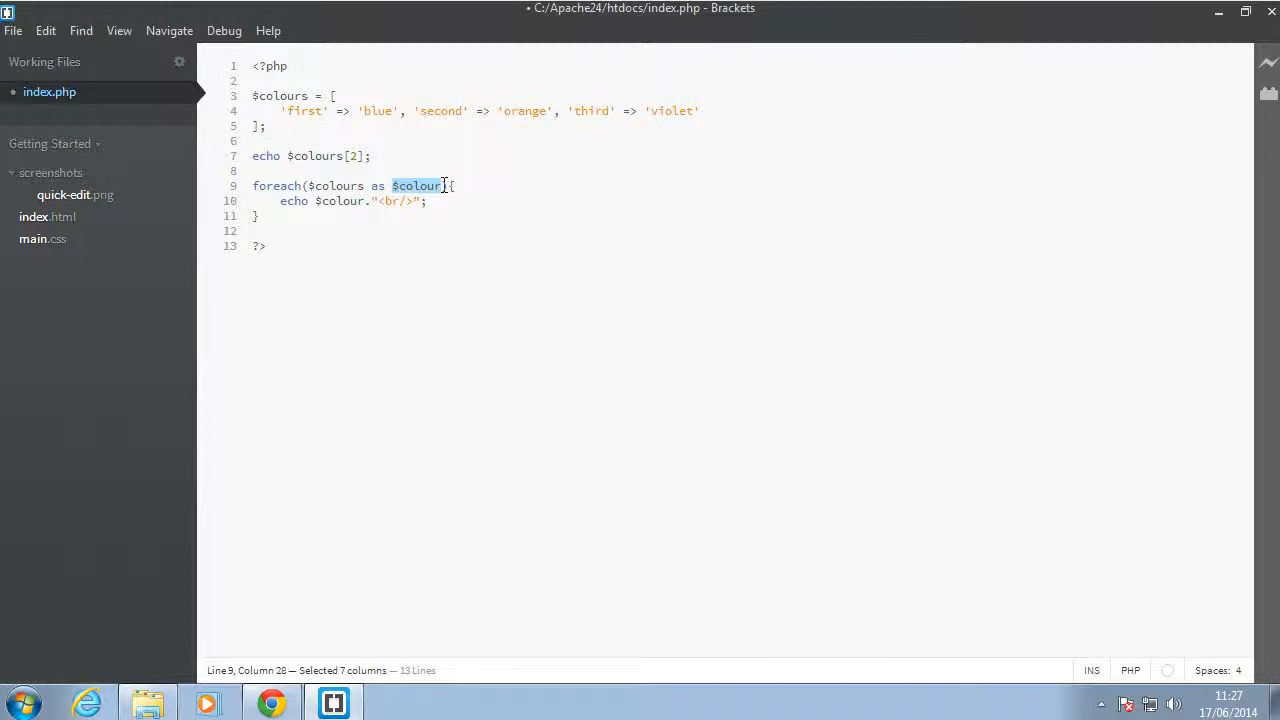 • C:/Apache24/htdocs/index.php - Brackets
File Edit Find View Navigate Debug Help
Working Files
index.php
Getting Started
screenshots
quick-edit.png
index.html
main.css
1 <?php
2
3 $colours = [
4 'first' => 'blue', 'second' => 'orange', 'third' => 'violet'
5 ];
6
7 echo $colours[2];
8
9 foreach($colours as $colour){
10 echo $colour."<br/>";
11 }
12
13 ?>
Line 9, Column 28 — Selected 7 columns — 13 Lines
INS PHP Spaces: 4
11:27
17/06/2014